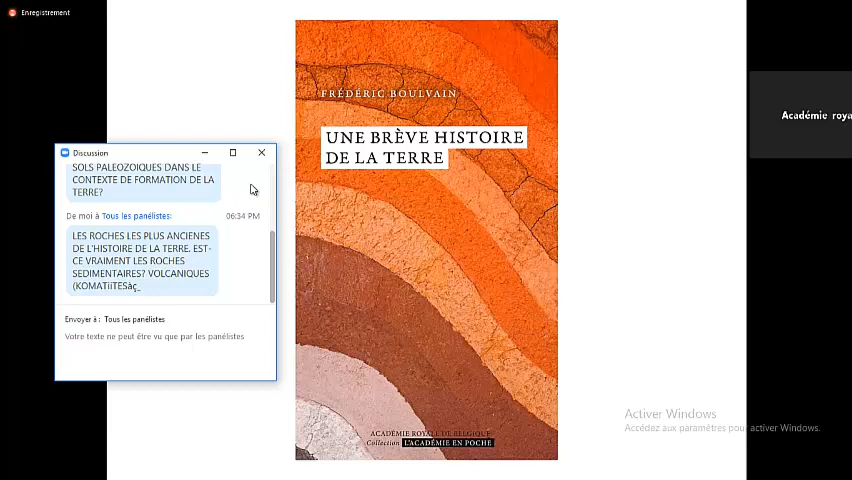 Enregistrement
FRÉDÉRIC BOULVAIN
UNE BRÈVE HISTOIRE
DE LA TERRE
ACADÉMIE ROYALE DE BELGIQUE
Collection L'ACADÉMIE EN POCHE
Discussion
SOLS PALEOZOIQUES DANS LE
CONTEXTE DE FORMATION DE LA
TERRE?
De moi à Tous les panélistes: 06:34 PM
LES ROCHES LES PLUS ANCIENES
DE L'HISTOIRE DE LA TERRE. EST-
CE VRAIMENT LES ROCHES
SEDIMENTAIRES? VOLCANIQUES
(KOMATiiTESàç_
Envoyer à : Tous les panélistes
Votre texte ne peut être vu que par les panélistes
Académie roya
Activer Windows
Accédez aux paramètres pour activer Windows.